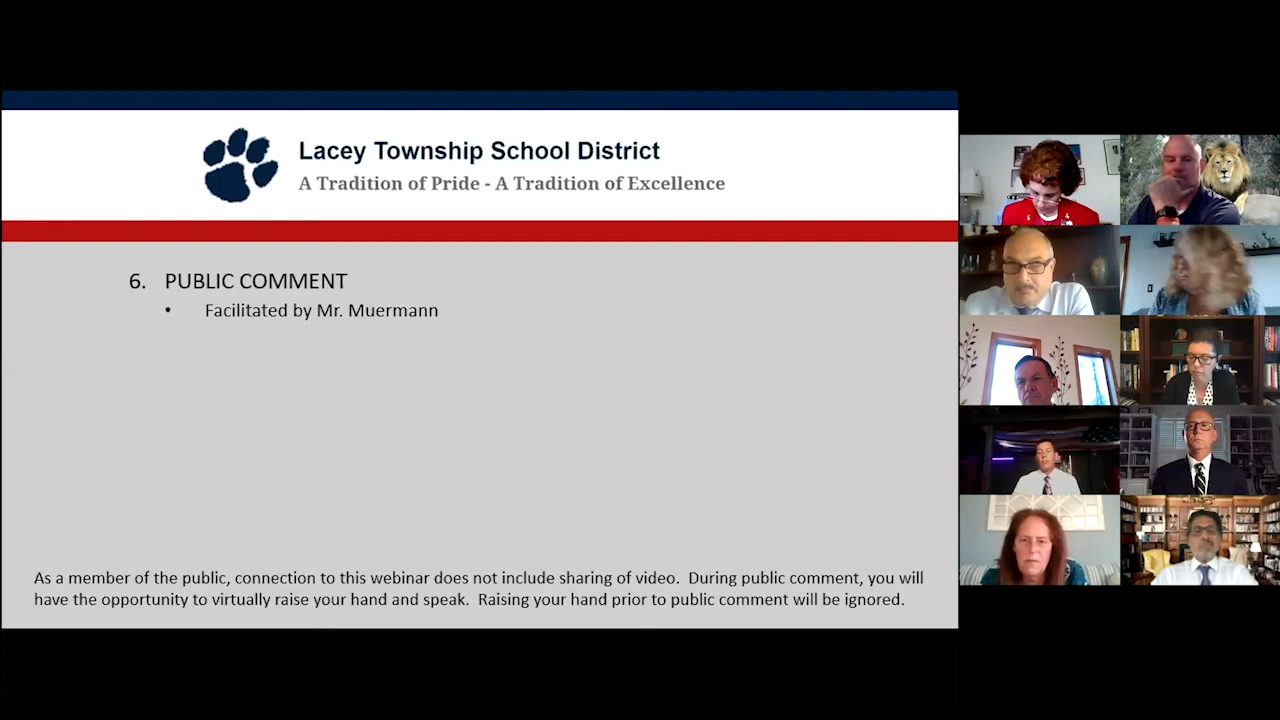 Lacey Township School District
A Tradition of Pride - A Tradition of Excellence
6. PUBLIC COMMENT
• Facilitated by Mr. Muermann
As a member of the public, connection to this webinar does not include sharing of video. During public comment, you will
have the opportunity to virtually raise your hand and speak. Raising your hand prior to public comment will be ignored.